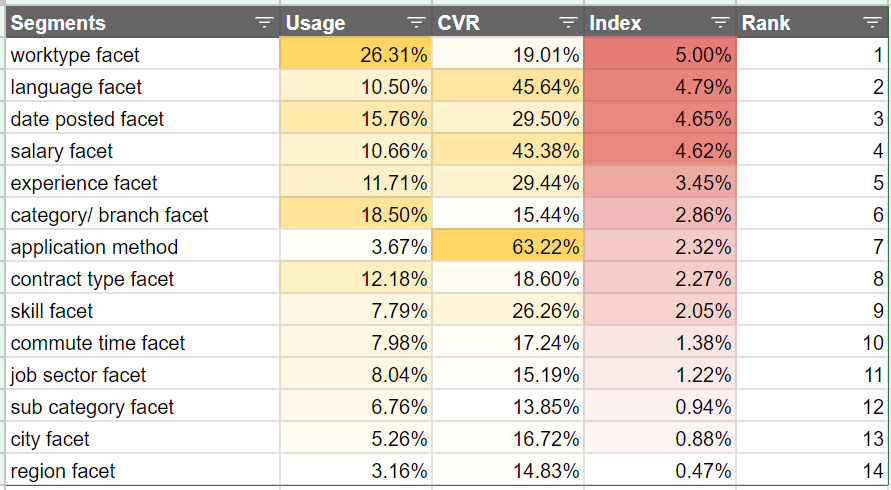 Segments Usage CVR Index Rank
worktype facet 26.31% 19.01% 5.00% 1
language facet 10.50% 45.64% 4.79% 2
date posted facet 15.76% 29.50% 4.65% 3
salary facet 10.66% 43.38% 4.62% 4
experience facet 11.71% 29.44% 3.45% 5
category/ branch facet 18.50% 15.44% 2.86% 6
application method 3.67% 63.22% 2.32% 7
contract type facet 12.18% 18.60% 2.27% 8
skill facet 7.79% 26.26% 2.05% 9
commute time facet 7.98% 17.24% 1.38% 10
job sector facet 8.04% 15.19% 1.22% 11
sub category facet 6.76% 13.85% 0.94% 12
city facet 5.26% 16.72% 0.88% 13
region facet 3.16% 14.83% 0.47% 14